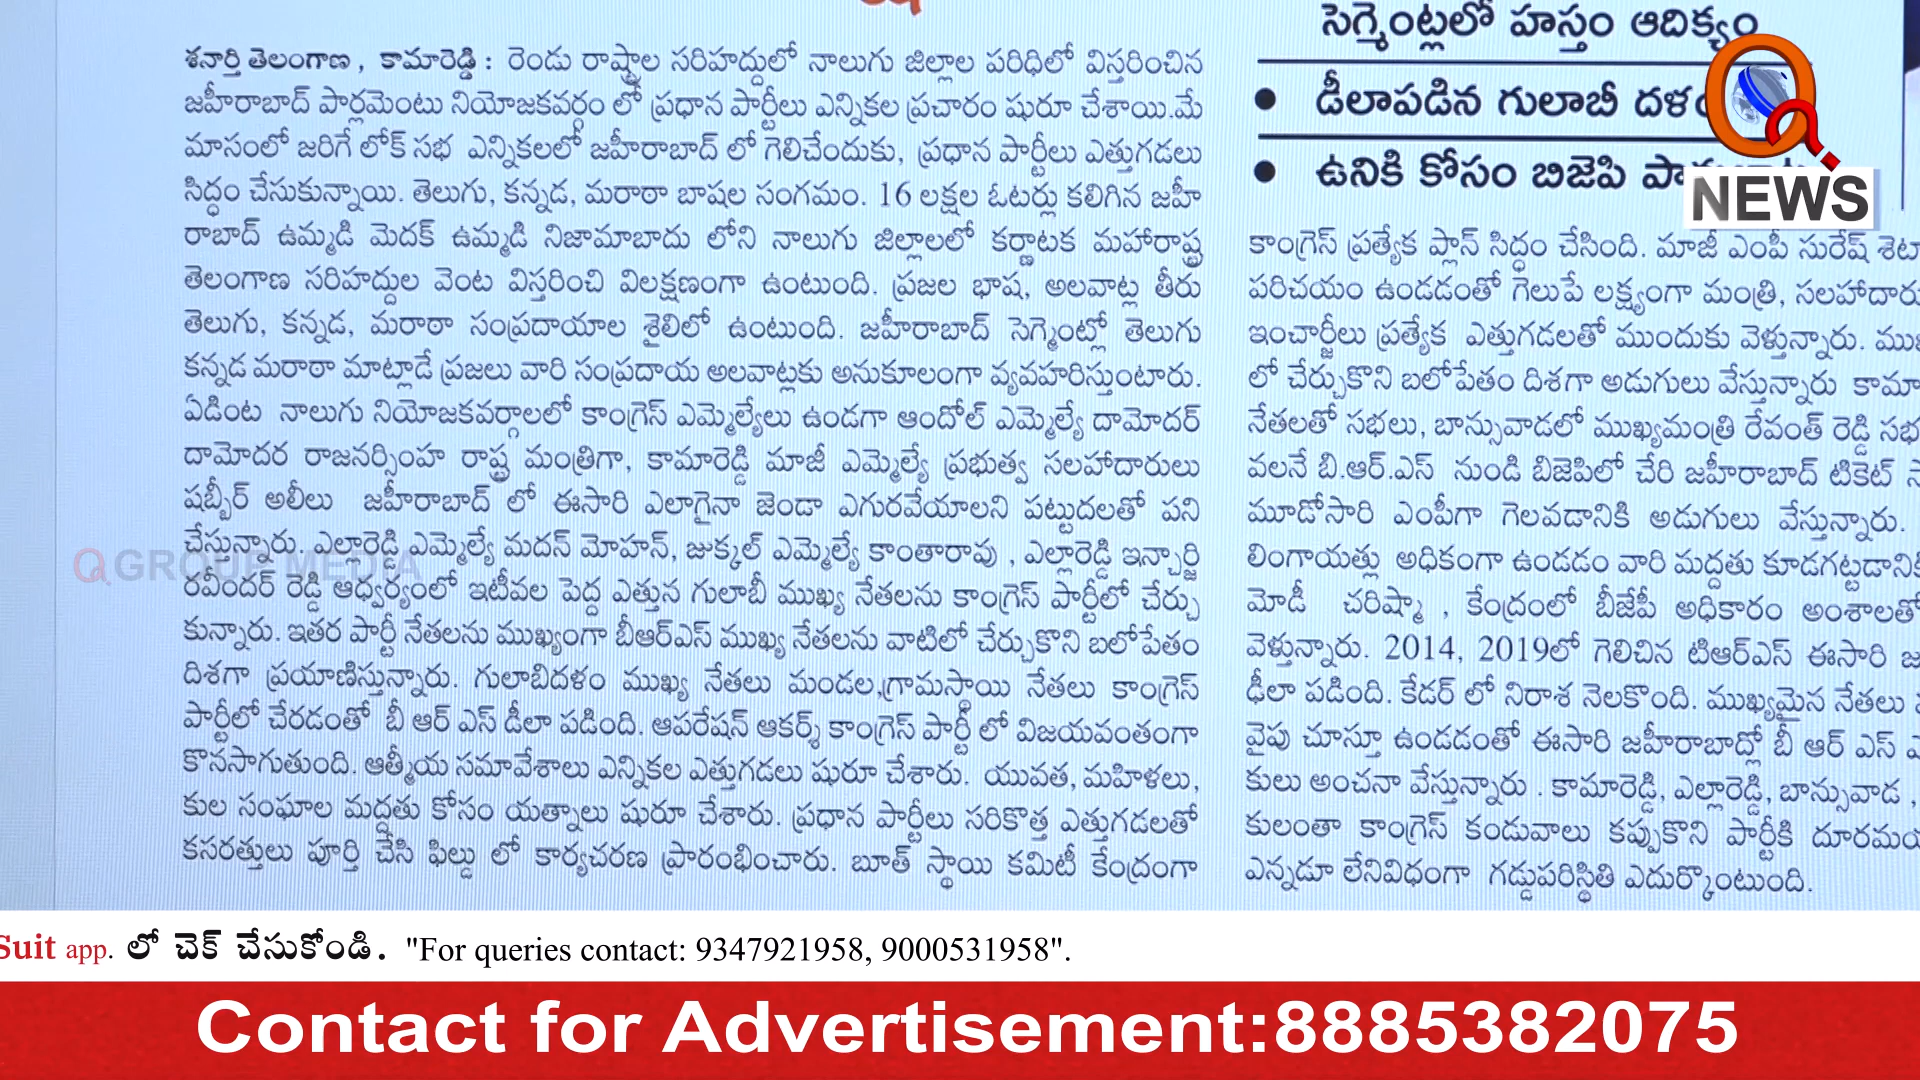 శనార్తి తెలంగాణ , కామారెడ్డి : రెండు రాష్ట్రాల సరిహద్దులో నాలుగు జిల్లాల పరిధిలో విస్తరించిన
జహీరాబాద్ పార్లమెంటు నియోజకవర్గం లో ప్రధాన పార్టీలు ఎన్నికల ప్రచారం షురూ చేశాయి.మే
మాసంలో జరిగే లోక్ సభ ఎన్నికలలో జహీరాబాద్ లో గెలిచేందుకు, ప్రధాన పార్టీలు ఎత్తుగడలు
సిద్ధం చేసుకున్నాయి. తెలుగు, కన్నడ, మరాఠా బాషల సంగమం. 16 లక్షల ఓటర్లు కలిగిన జహీ
రాబాద్ ఉమ్మడి మెదక్ ఉమ్మడి నిజామాబాదు లోని నాలుగు జిల్లాలలో కర్ణాటక మహారాష్ట్ర
తెలంగాణ సరిహద్దుల వెంట విస్తరించి విలక్షణంగా ఉంటుంది. ప్రజల భాష, అలవాట్ల తీరు
తెలుగు, కన్నడ, మరాఠా సంప్రదాయాల శైలిలో ఉంటుంది. జహీరాబాద్ సెగ్మెంట్లో తెలుగు
కన్నడ మరాఠా మాట్లాడే ప్రజలు వారి సంప్రదాయ అలవాట్లకు అనుకూలంగా వ్యవహరిస్తుంటారు.
ఏడింట నాలుగు నియోజకవర్గాలలో కాంగ్రెస్ ఎమ్మెల్యేలు ఉండగా ఆందోల్ ఎమ్మెల్యే దామోదర్
దామోదర రాజనర్సింహ రాష్ట్ర మంత్రిగా, కామారెడ్డి మాజీ ఎమ్మెల్యే ప్రభుత్వ సలహాదారులు
షబ్బీర్ అలీలు జహీరాబాద్ లో ఈసారి ఎలాగైనా జెండా ఎగురవేయాలని పట్టుదలతో పని
చేస్తున్నారు. ఎల్లారెడ్డి ఎమ్మెల్యే మదన్ మోహన్, జుక్కల్ ఎమ్మెల్యే కాంతారావు , ఎల్లారెడ్డి ఇన్చార్జి
రవీందర్ రెడ్డి ఆధ్వర్యంలో ఇటీవల పెద్ద ఎత్తున గులాబీ ముఖ్య నేతలను కాంగ్రెస్ పార్టీలో చేర్చు
కున్నారు. ఇతర పార్టీ నేతలను ముఖ్యంగా బీఆర్ఎస్ ముఖ్య నేతలను వాటిలో చేర్చుకొని బలోపేతం
దిశగా ప్రయాణిస్తున్నారు. గులాబిదళం ముఖ్య నేతలు మండల,గ్రామస్థాయి నేతలు కాంగ్రెస్
పార్టీలో చేరడంతో బీ ఆర్ ఎస్ డీలా పడింది. ఆపరేషన్ ఆకర్శ్ కాంగ్రెస్ పార్టీ లో విజయవంతంగా
కొనసాగుతుంది. ఆత్మీయ సమావేశాలు ఎన్నికల ఎత్తుగడలు షురూ చేశారు. యువత, మహిళలు,
కుల సంఘాల మద్దతు కోసం యత్నాలు షురూ చేశారు. ప్రధాన పార్టీలు సరికొత్త ఎత్తుగడలతో
కసరత్తులు పూర్తి చేసి ఫిల్డు లో కార్యచరణ ప్రారంభించారు. బూత్ స్థాయి కమిటీ కేంద్రంగా
సెగ్మెంట్లలో హస్తం ఆదిక్యం
• డీలాపడిన గులాబీ దళం
• ఉనికి కోసం బిజెపి
NEWS
కాంగ్రెస్ ప్రత్యేక ప్లాన్ సిద్ధం చేసింది. మాజీ ఎంపీ సురేష్ శెట
పరిచయం ఉండడంతో గెలుపే లక్ష్యంగా మంత్రి, సలహాదారు
ఇంచార్జీలు ప్రత్యేక ఎత్తుగడలతో ముందుకు వెళ్తున్నారు. ముఖ
లో చేర్చుకొని బలోపేతం దిశగా అడుగులు వేస్తున్నారు కామా
నేతలతో సభలు, బాన్సువాడలో ముఖ్యమంత్రి రేవంత్ రెడ్డి సభ
వలనే బి.ఆర్.ఎస్ నుండి బిజెపిలో చేరి జహీరాబాద్ టికెట్
మూడోసారి ఎంపీగా గెలవడానికి అడుగులు వేస్తున్నారు.
లింగాయత్లు అధికంగా ఉండడం వారి మద్దతు కూడగట్టడానికి
మోడీ చరిష్మా , కేంద్రంలో బీజేపీ అధికారం అంశాలతో
వెళ్తున్నారు. 2014, 2019లో గెలిచిన టిఆర్ఎస్ ఈసారి జ
ఢీలా పడింది. కేడర్ లో నిరాశ నెలకొంది. ముఖ్యమైన నేతలు
వైపు చూస్తూ ఉండడంతో ఈసారి జహీరాబాద్లో బీ ఆర్ ఎస్
కులు అంచనా వేస్తున్నారు . కామారెడ్డి, ఎల్లారెడ్డి, బాన్సువాడ ,
కులంతా కాంగ్రెస్ కండువాలు కప్పుకొని పార్టీకి దూరమయ
ఎన్నడూ లేనివిధంగా గడ్డుపరిస్థితి ఎదుర్కొంటుంది.
Q GROUP MEDIA
Suit app. లో చెక్ చేసుకోండి. "For queries contact: 9347921958, 9000531958".
Contact for Advertisement:8885382075